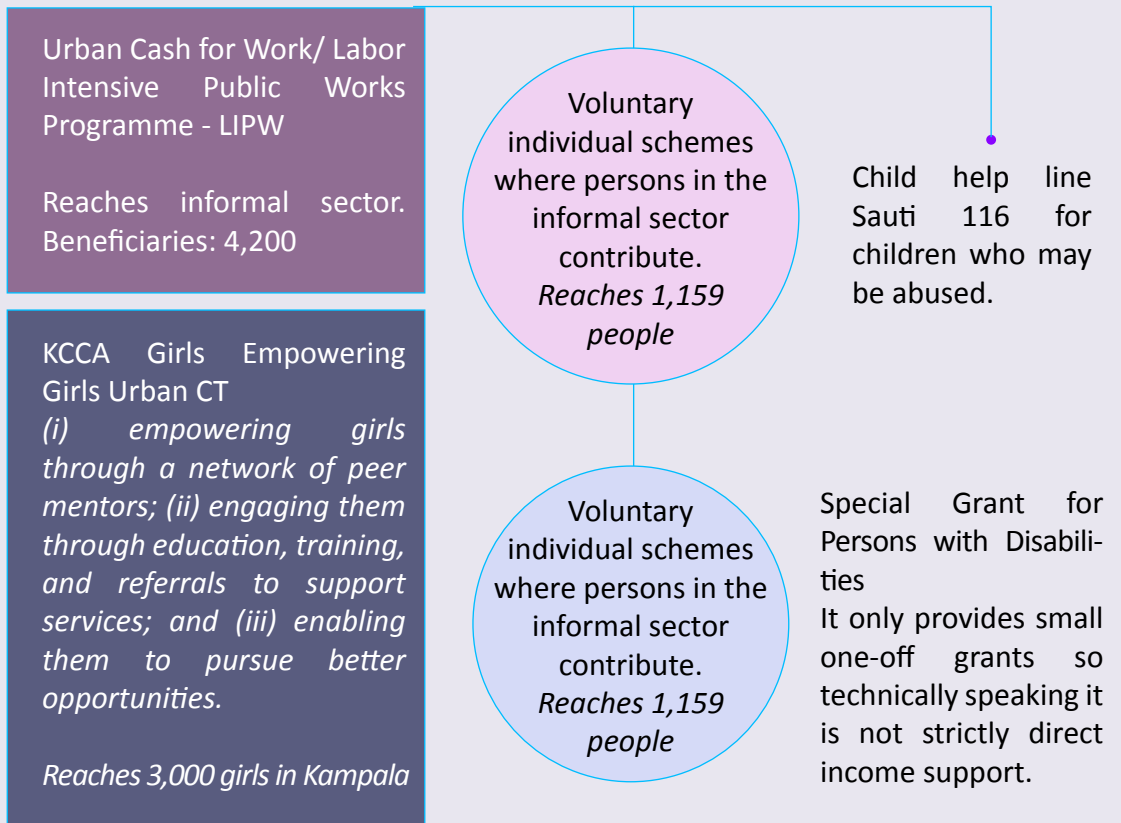 Urban Cash for Work/ Labor
Intensive Public Works
Programme - LIPW
Reaches informal sector.
Beneficiaries: 4,200
KCCA Girls Empowering
Girls Urban CT
(i) empowering girls
through a network of peer
mentors; (ii) engaging them
through education, training,
and referrals to support
services; and (iii) enabling
them to pursue better
opportunities.
Reaches 3,000 girls in Kampala
Voluntary
individual schemes
where persons in the
informal sector
contribute.
Reaches 1,159
people
Voluntary
individual schemes
where persons in the
informal sector
contribute.
Reaches 1,159
people
Child help line
Sauti 116 for
children who may
be abused.
Special Grant for
Persons with Disabili-
ties
It only provides small
one-off grants so
technically speaking it
is not strictly direct
income support.